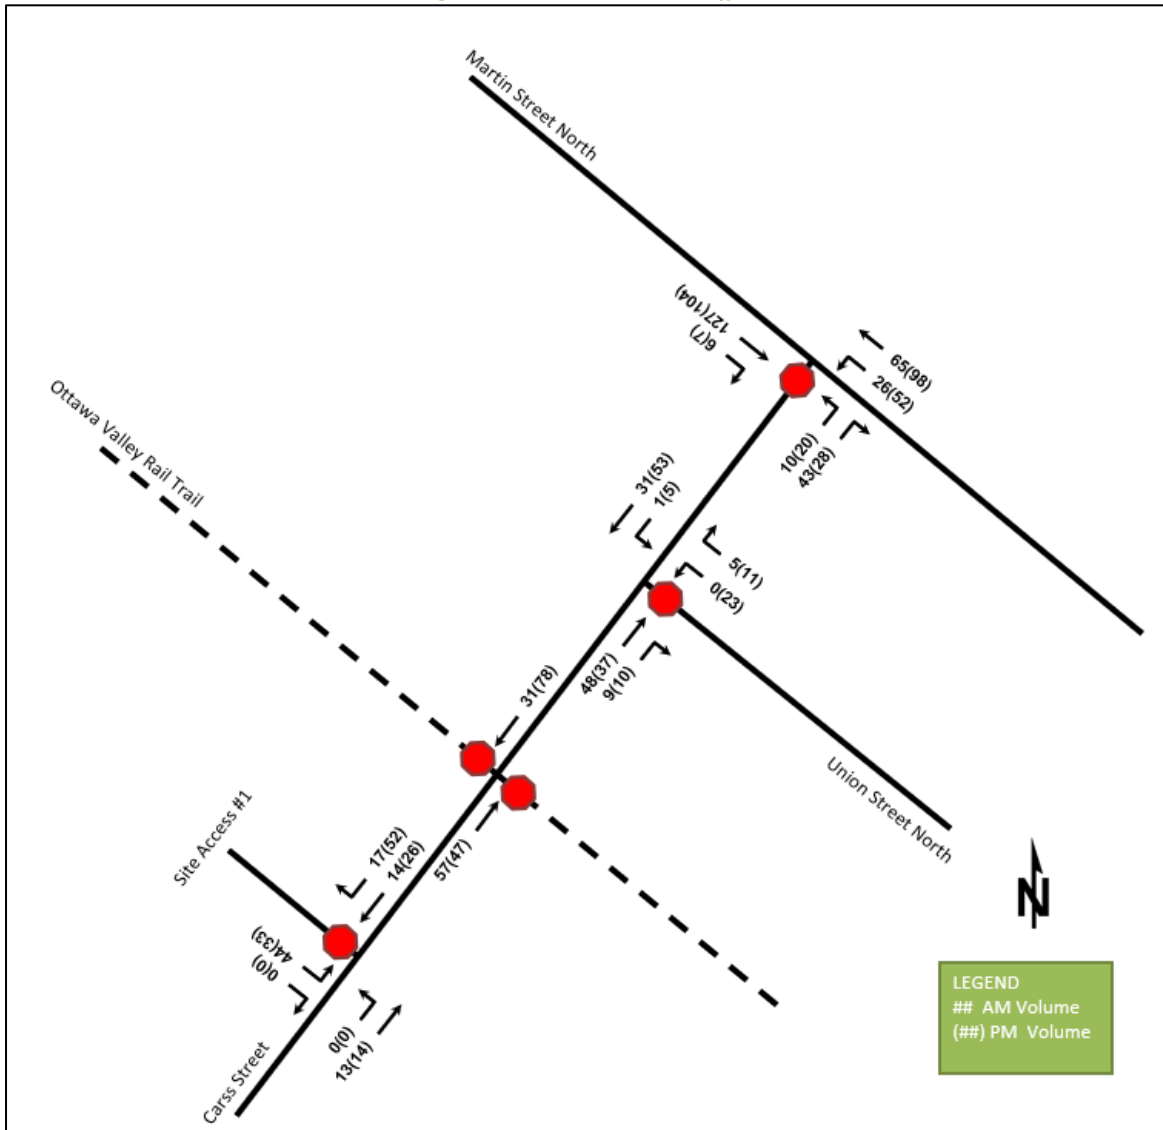 Martin Street North
127(104)
6(7)
65(98)
26(52)
10(20)
43(28)
Ottawa Valley Rail Trail
31(53)
1(5)
5(11)
0(23)
48(37)
9(10)
31(78)
57(47)
Union Street North
Site Access #1
17(52)
14(26)
44(33)
0(0)
0(0)
13(14)
Carss Street
N
LEGEND
## AM Volume
(##) PM Volume